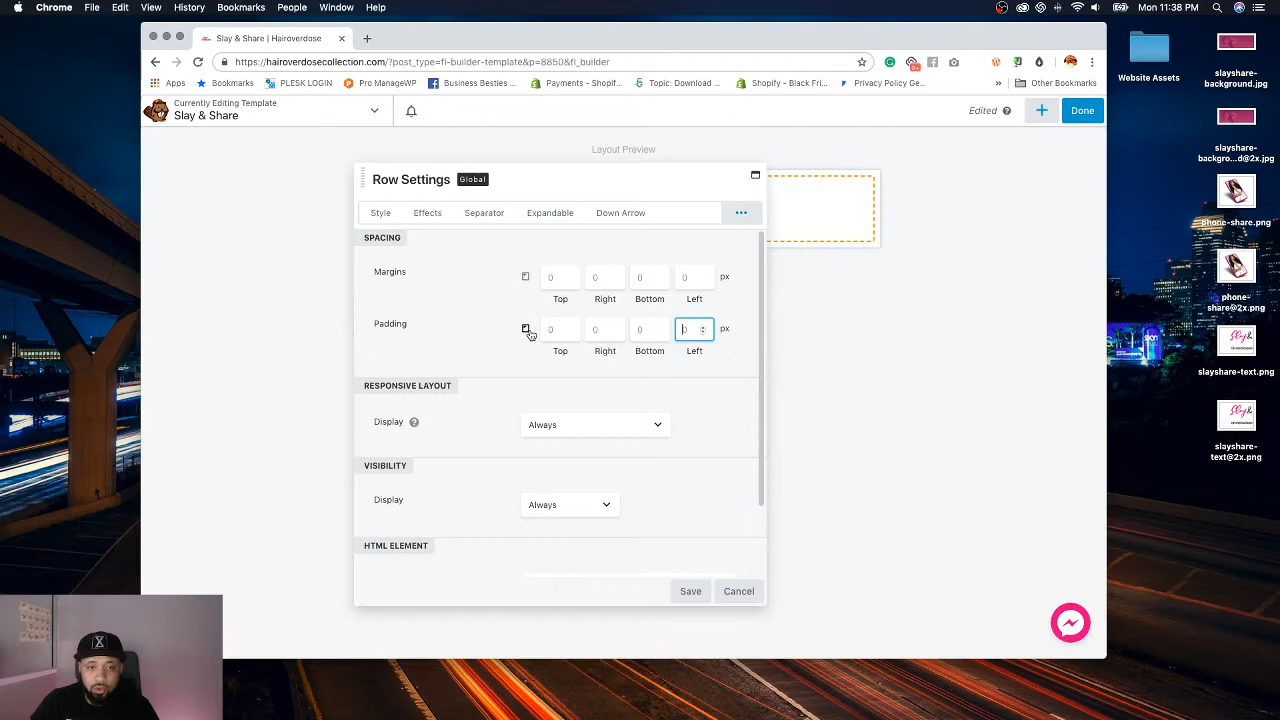 Chrome File Edit View History Bookmarks People Window Help
Mon 11:38 PM
Slay & Share | Hairoverdose
https://hairoverdosecollection.com/?post_type=fl-builder-template&p=8850&fl_builder
Apps Bookmarks PLESK LOGIN Pro ManageWP Business Besties ... Payments – Shopif... Topic: Download ... Shopify - Black Fri... Privacy Policy Ge... » Other Bookmarks
Currently Editing Template
Slay & Share
Edited
Done
Layout Preview
Row Settings Global
Style Effects Separator Expandable Down Arrow
SPACING
Margins 0 0 0 0 px
Top Right Bottom Left
Padding 0 0 0 0 px
Top Right Bottom Left
RESPONSIVE LAYOUT
Display Always
VISIBILITY
Display Always
HTML ELEMENT
Save Cancel
Website Assets
slayshare-background.jpg
slayshare-backgro...d@2x.jpg
phone-share.png
phone-share@2x.png
slayshare-text.png
slayshare-text@2x.png